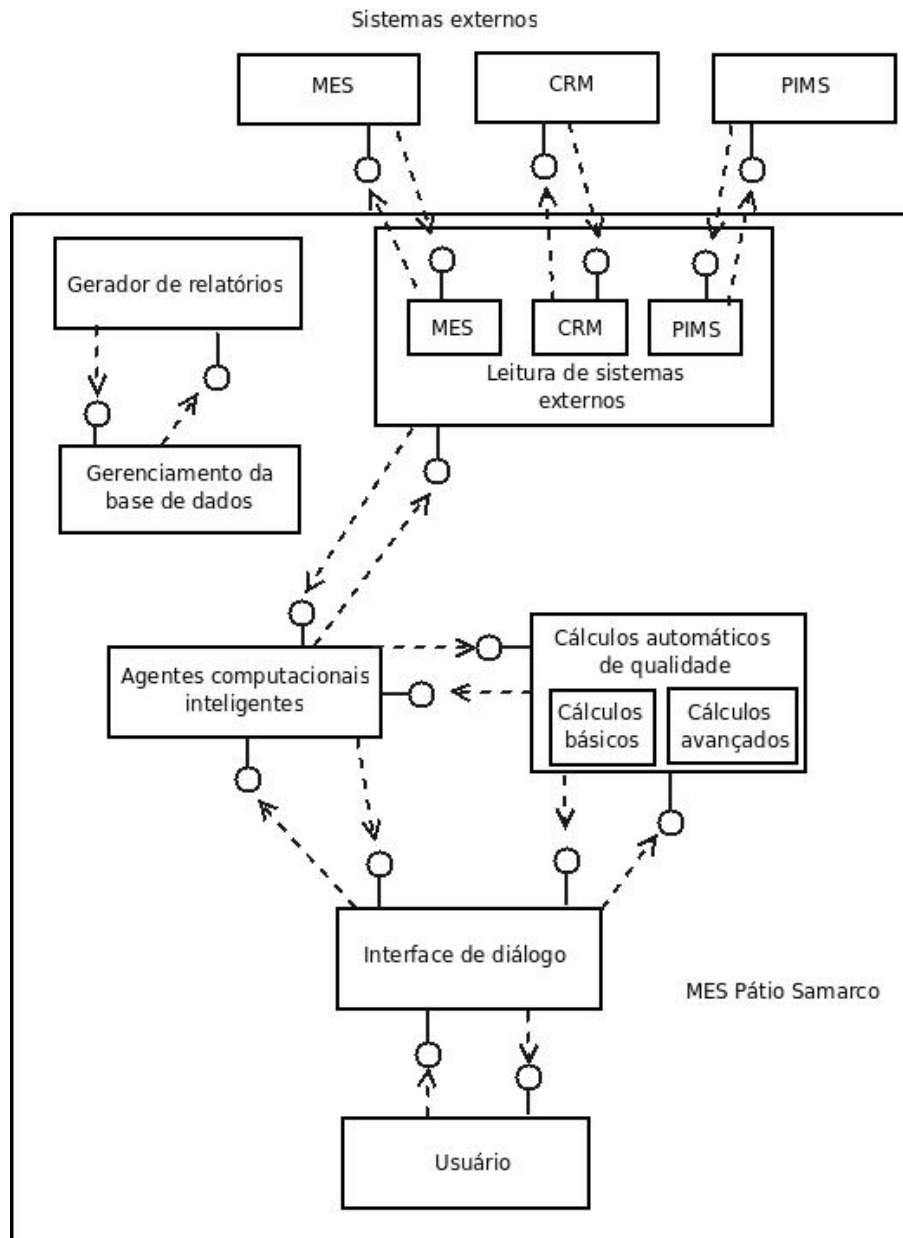 Sistemas externos
MES
CRM
PIMS
Gerador de relatórios
MES
CRM
PIMS
Leitura de sistemas
externos
Gerenciamento da
base de dados
Agentes computacionais
inteligentes
Cálculos automáticos
de qualidade
Cálculos
básicos
Cálculos
avançados
Interface de diálogo
MES Pátio Samarco
Usuário